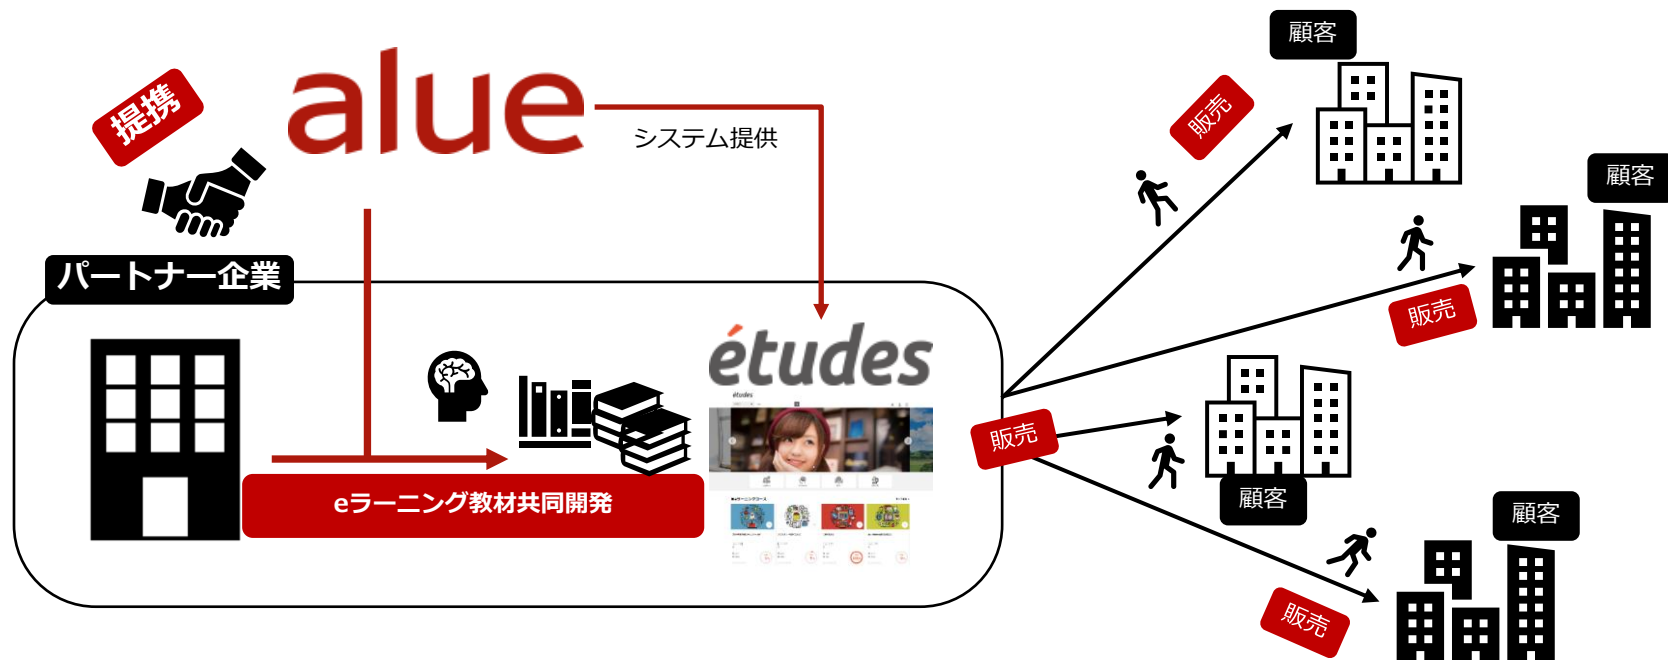 提携
alue
システム提供
パートナー企業
eラーニング教材共同開発
études
études
販売
顧客
販売
顧客
販売
顧客
販売
顧客